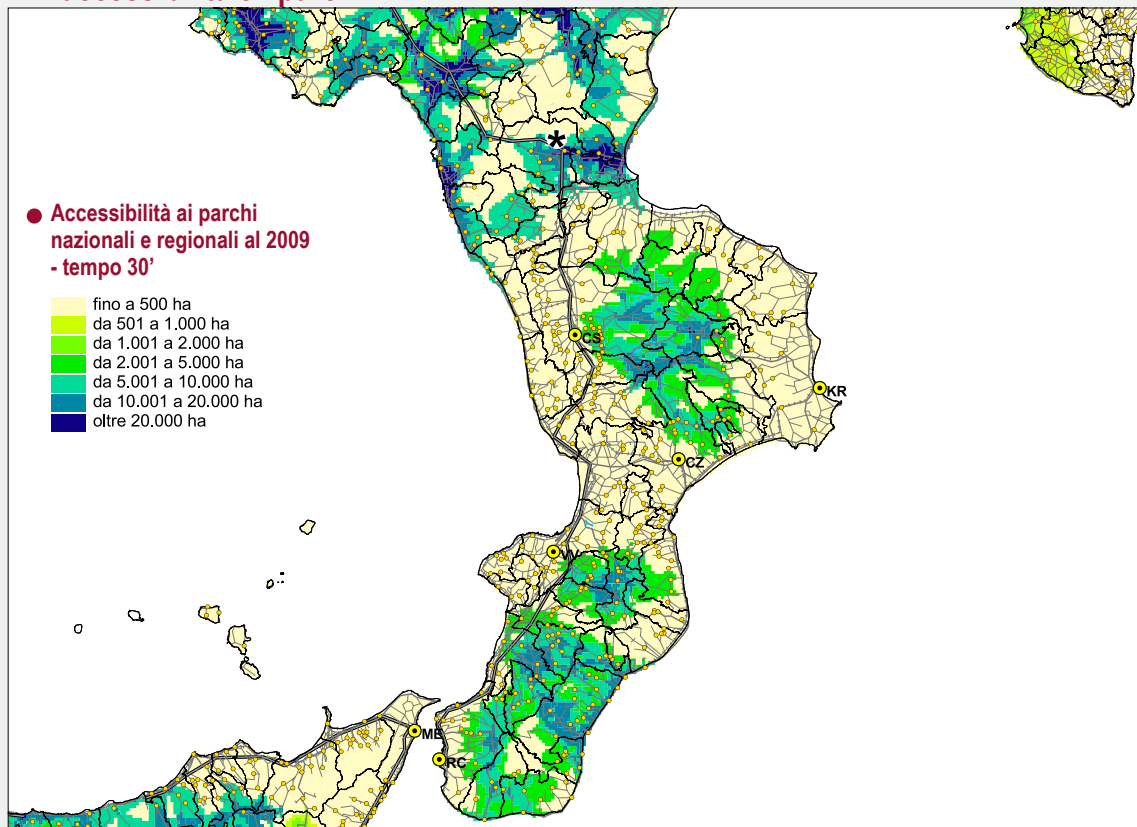 Accessibilità ai parchi
nazionali e regionali al 2009
- tempo 30’
fino a 500 ha
da 501 a 1.000 ha
da 1.001 a 2.000 ha
da 2.001 a 5.000 ha
da 5.001 a 10.000 ha
da 10.001 a 20.000 ha
oltre 20.000 ha
*
CS
KR
CZ
VV
ME
RC